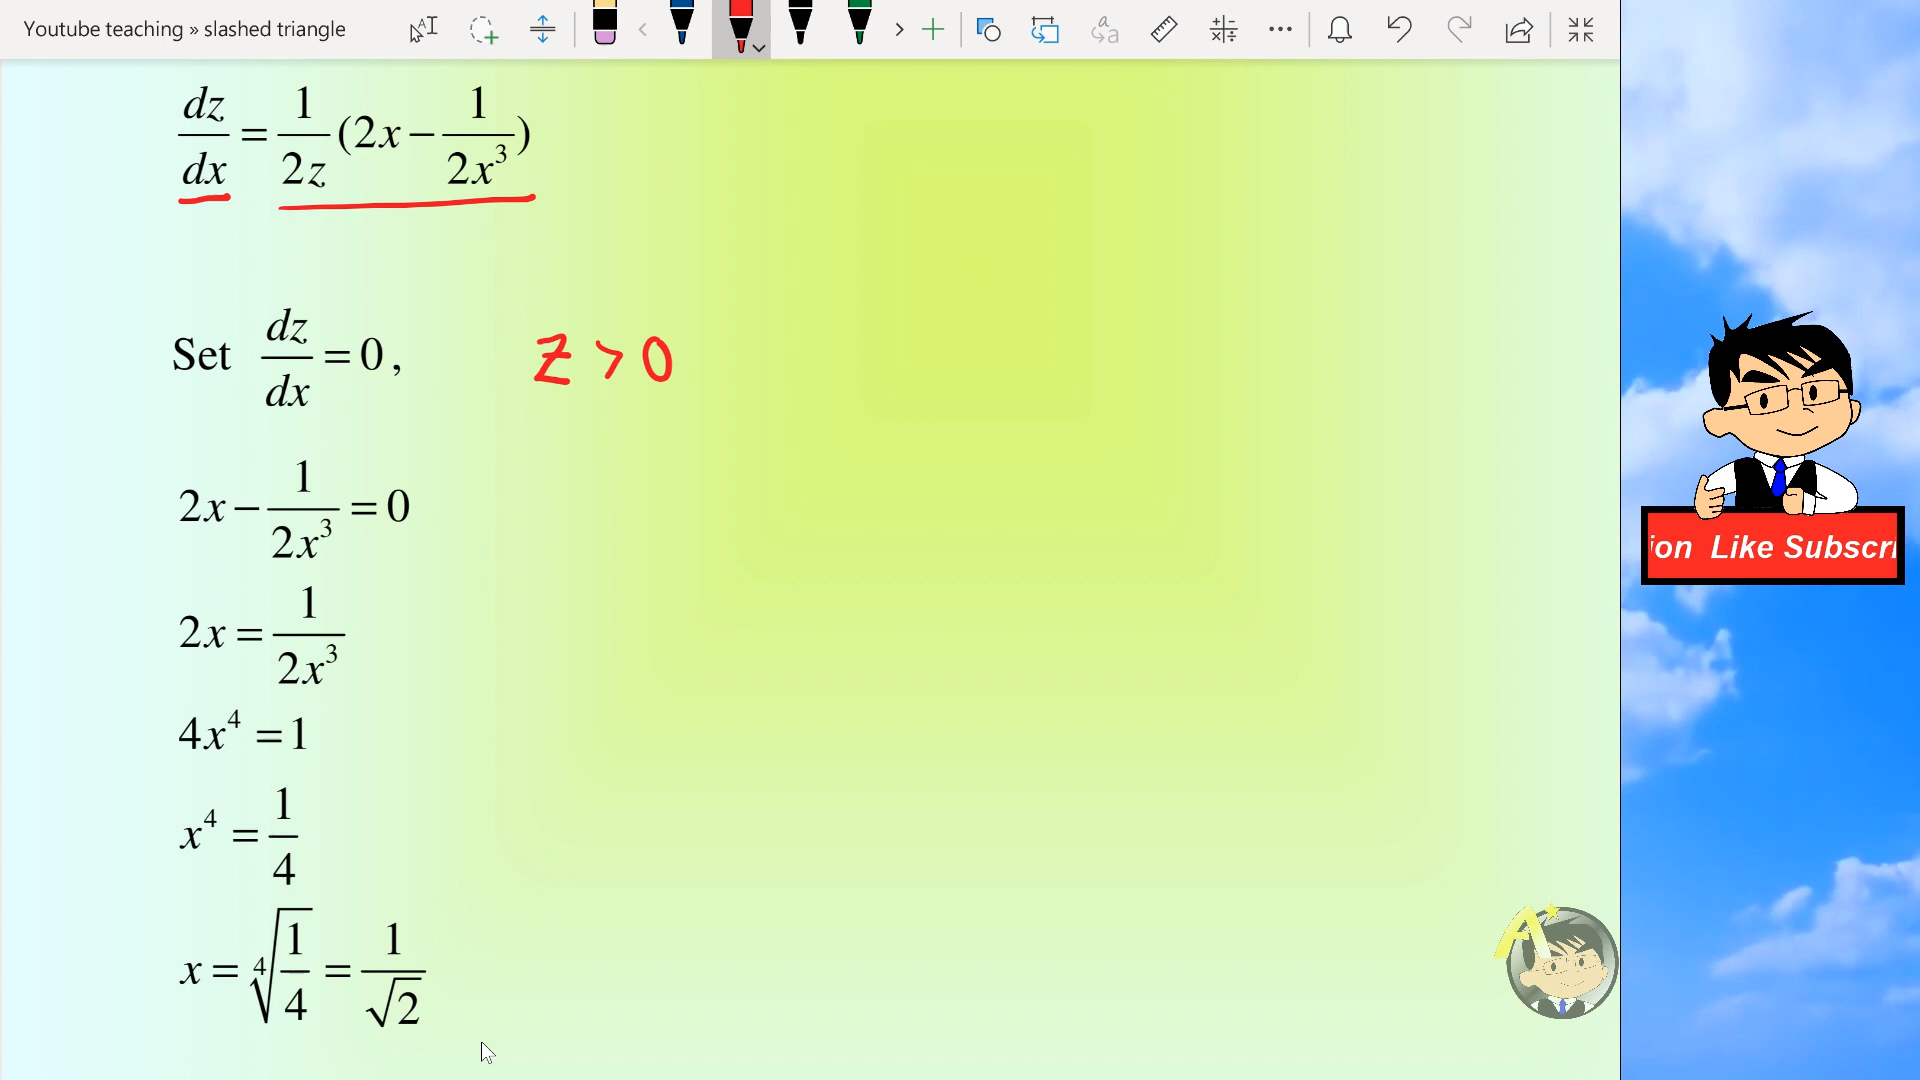 Youtube teaching » slashed triangle
dz/dx = 1/2z (2x − 1/2x³)
Set dz/dx = 0, z > 0
2x − 1/2x³ = 0
2x = 1/2x³
4x⁴ = 1
x⁴ = 1/4
x = ⁴√(1/4) = 1/√2
ion Like Subscri